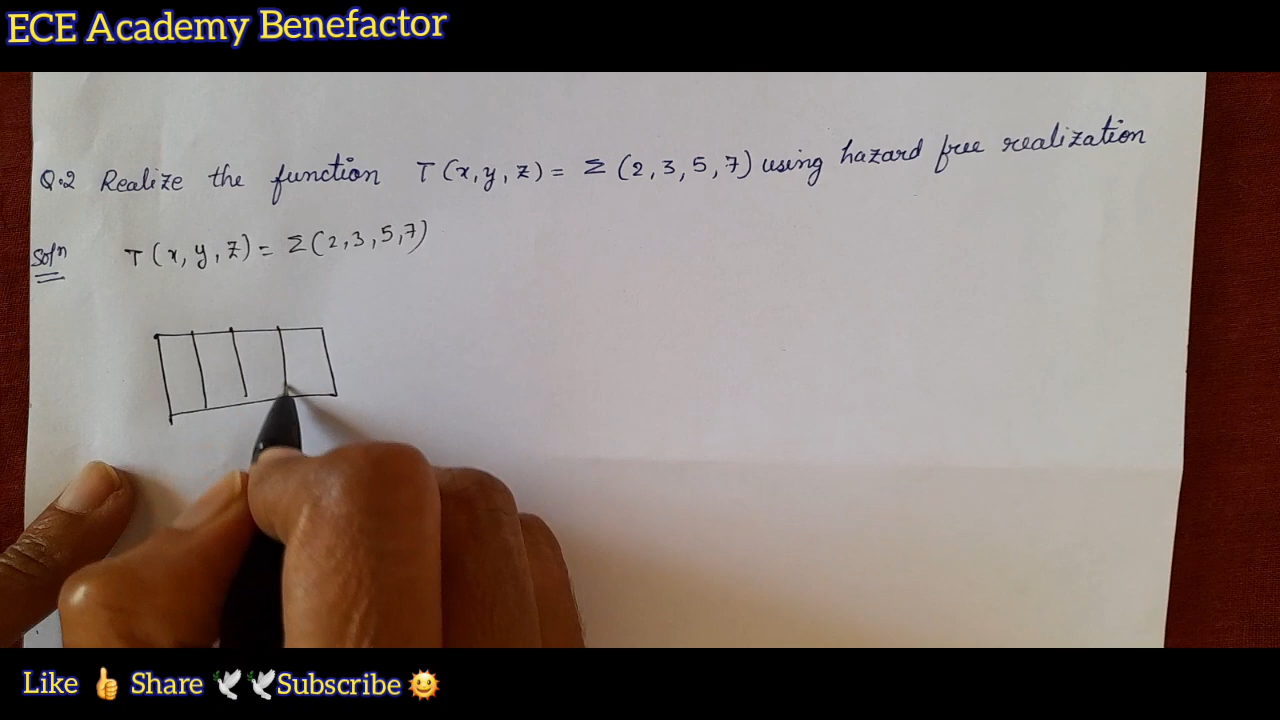 ECE Academy Benefactor
Q.2 Realize the function T(x, y, z) = Σ (2, 3, 5, 7) using hazard free realization
Soln T(x, y, z) = Σ(2, 3, 5, 7)
Like 👍 Share 🕊🕊Subscribe 🌞